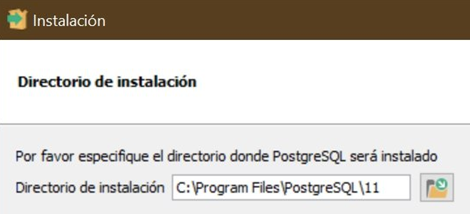 Instalación
Directorio de instalación
Por favor especifique el directorio donde PostgreSQL será instalado
Directorio de instalación C:\Program Files\PostgreSQL\11